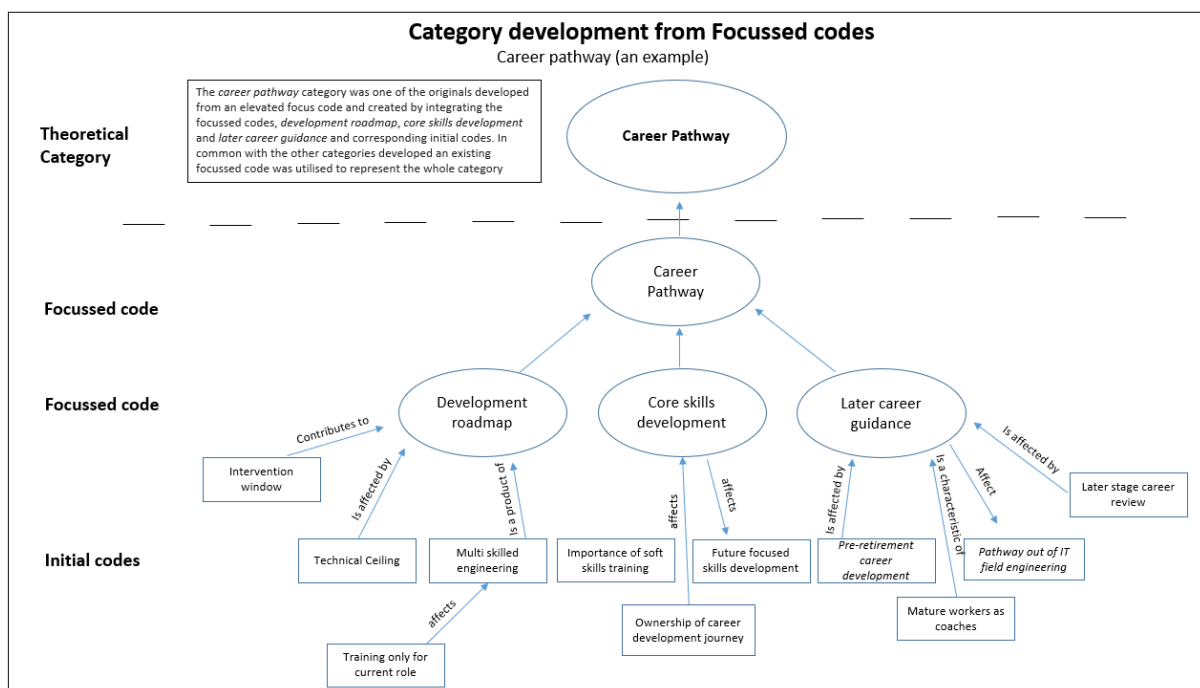 Category development from Focussed codes
Career pathway (an example)
The career pathway category was one of the originals developed
from an elevated focus code and created by integrating the
focussed codes, development roadmap, core skills development
and later career guidance and corresponding initial codes. In
common with the other categories developed an existing
focussed code was utilised to represent the whole category
Theoretical
Category
Career Pathway
Focussed code
Career
Pathway
Focussed code
Development
roadmap
Core skills
development
Later career
guidance
Contributes to
Is affected by
Is a product of
affects
affects
Is affected by
Is a characteristic of
Affect
Is affected by
Intervention
window
Later stage career
review
Initial codes
Technical Ceiling
Multi skilled
engineering
Importance of soft
skills training
Future focused
skills development
Pre-retirement
career
development
Pathway out of IT
field engineering
affects
Ownership of career
development journey
Mature workers as
coaches
Training only for
current role